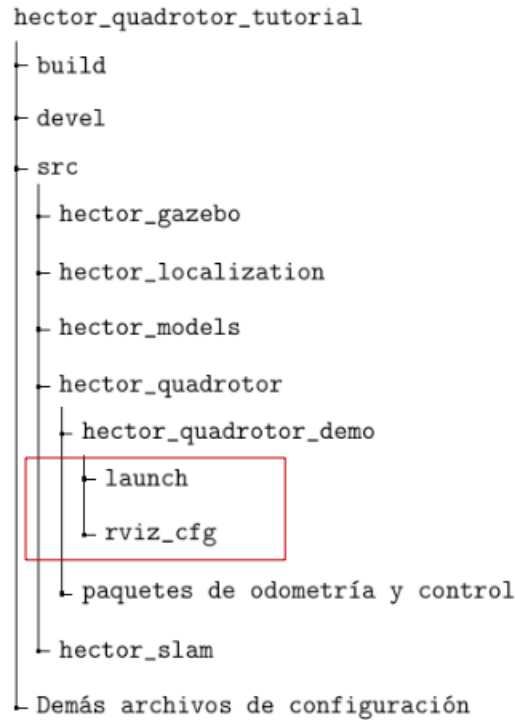 hector_quadrotor_tutorial
build
devel
src
hector_gazebo
hector_localization
hector_models
hector_quadrotor
hector_quadrotor_demo
launch
rviz_cfg
paquetes de odometría y control
hector_slam
Demás archivos de configuración